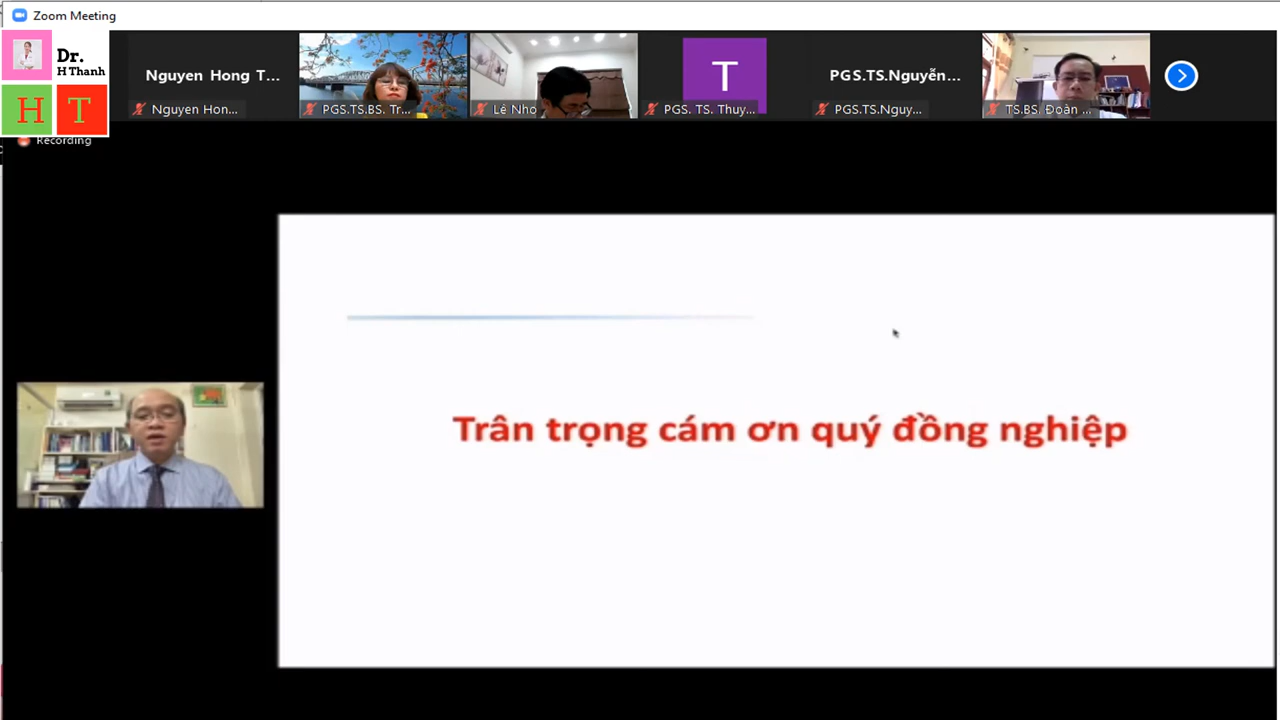 Zoom Meeting
Dr.
H Thanh
H T
Nguyen Hong T...
PGS.TS.Nguyễn...
T
Nguyen Hon...
PGS.TS.BS. Tr...
Lê Nho
PGS. TS. Thuy...
PGS.TS.Nguy...
TS.BS. Đoàn ...
Recording
Trân trọng cám ơn quý đồng nghiệp